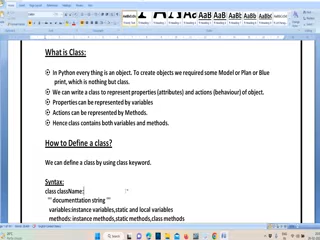 What is Class:
In Python every thing is an object. To create objects we required some Model or Plan or Blue
print, which is nothing but class.
We can write a class to represent properties (attributes) and actions (behaviour) of object.
Properties can be represented by variables
Actions can be represented by Methods.
Hence class contains both variables and methods.
How to Define a class?
We can define a class by using class keyword.
Syntax:
class className:
''' documenttation string '''
variables:instance variables,static and local variables
methods: instance methods,static methods,class methods